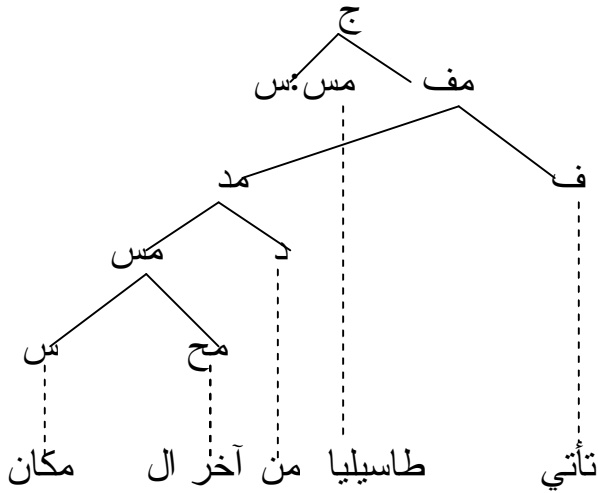 ج
مف مس:س
ف مد
د مس
مح س
تأتي طاسيليا من آخر ال مكان